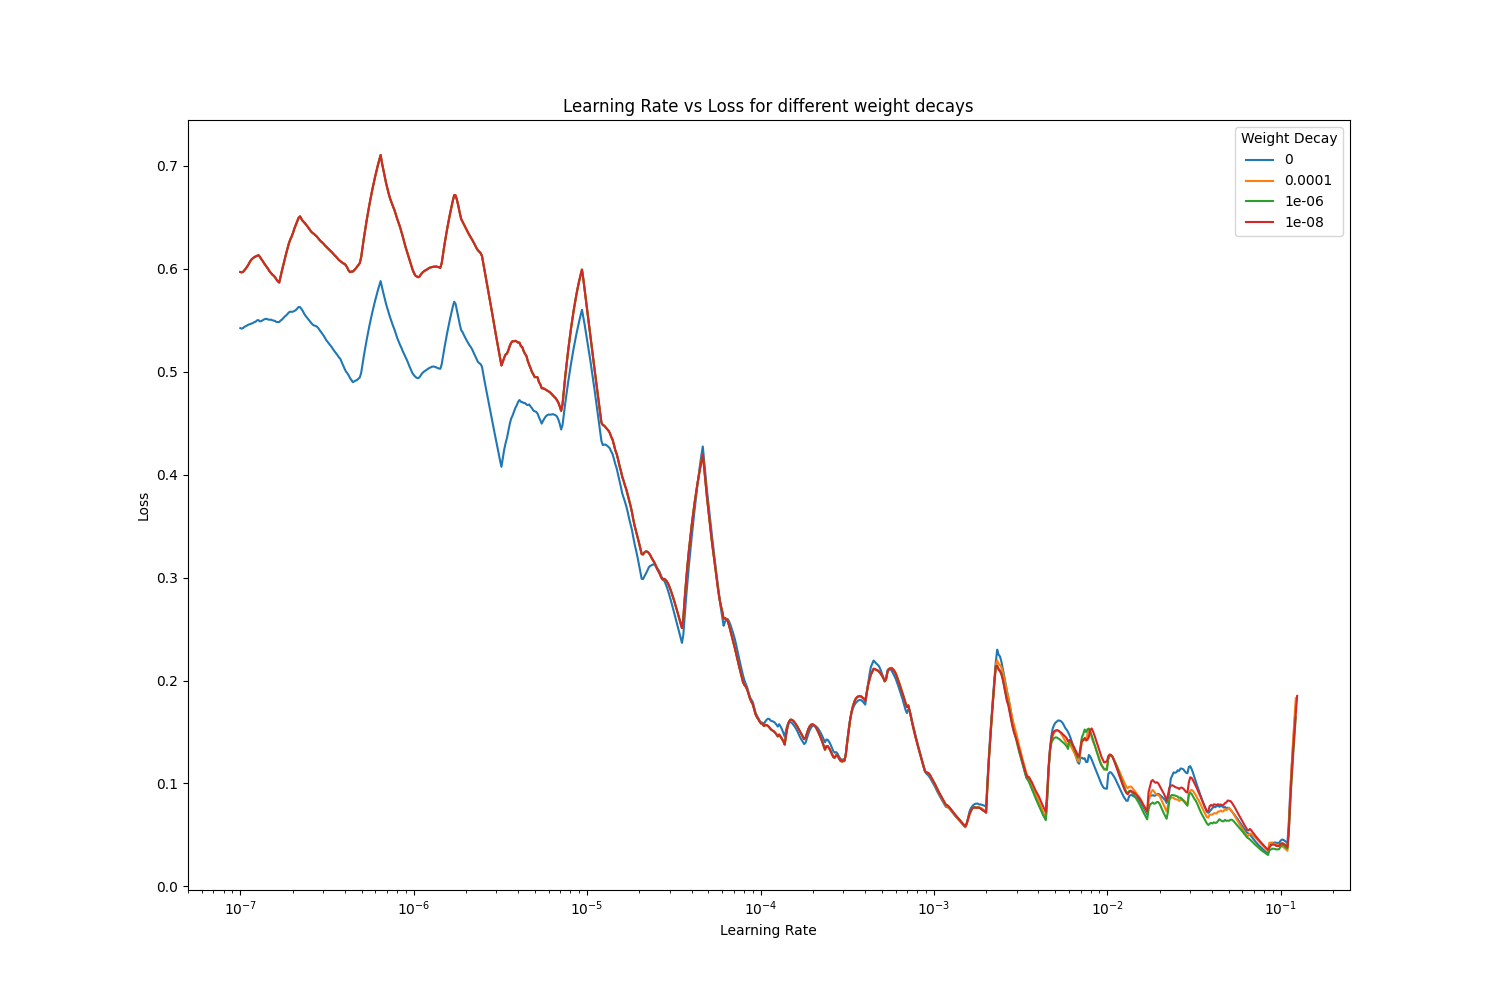 Learning Rate vs Loss for different weight decays
Weight Decay
0
0.0001
1e-06
1e-08
0.7
0.6
0.5
0.4
0.3
0.2
0.1
0.0
Loss
10⁻⁷ 10⁻⁶ 10⁻⁵ 10⁻⁴ 10⁻³ 10⁻² 10⁻¹
Learning Rate